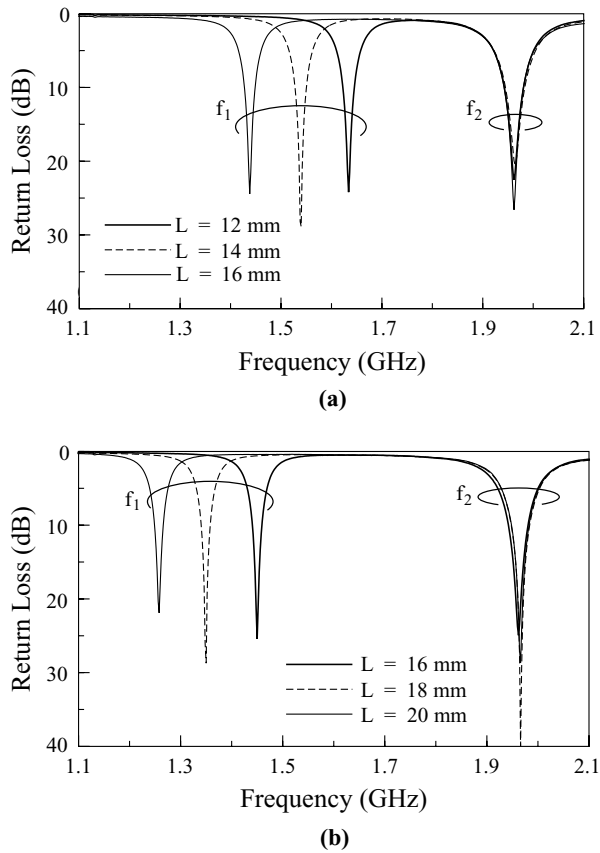 0
10
20
30
40
Return Loss (dB)
f1
f2
L = 12 mm
L = 14 mm
L = 16 mm
1.1 1.3 1.5 1.7 1.9 2.1
Frequency (GHz)
(a)
0
10
20
30
40
Return Loss (dB)
f1
f2
L = 16 mm
L = 18 mm
L = 20 mm
1.1 1.3 1.5 1.7 1.9 2.1
Frequency (GHz)
(b)